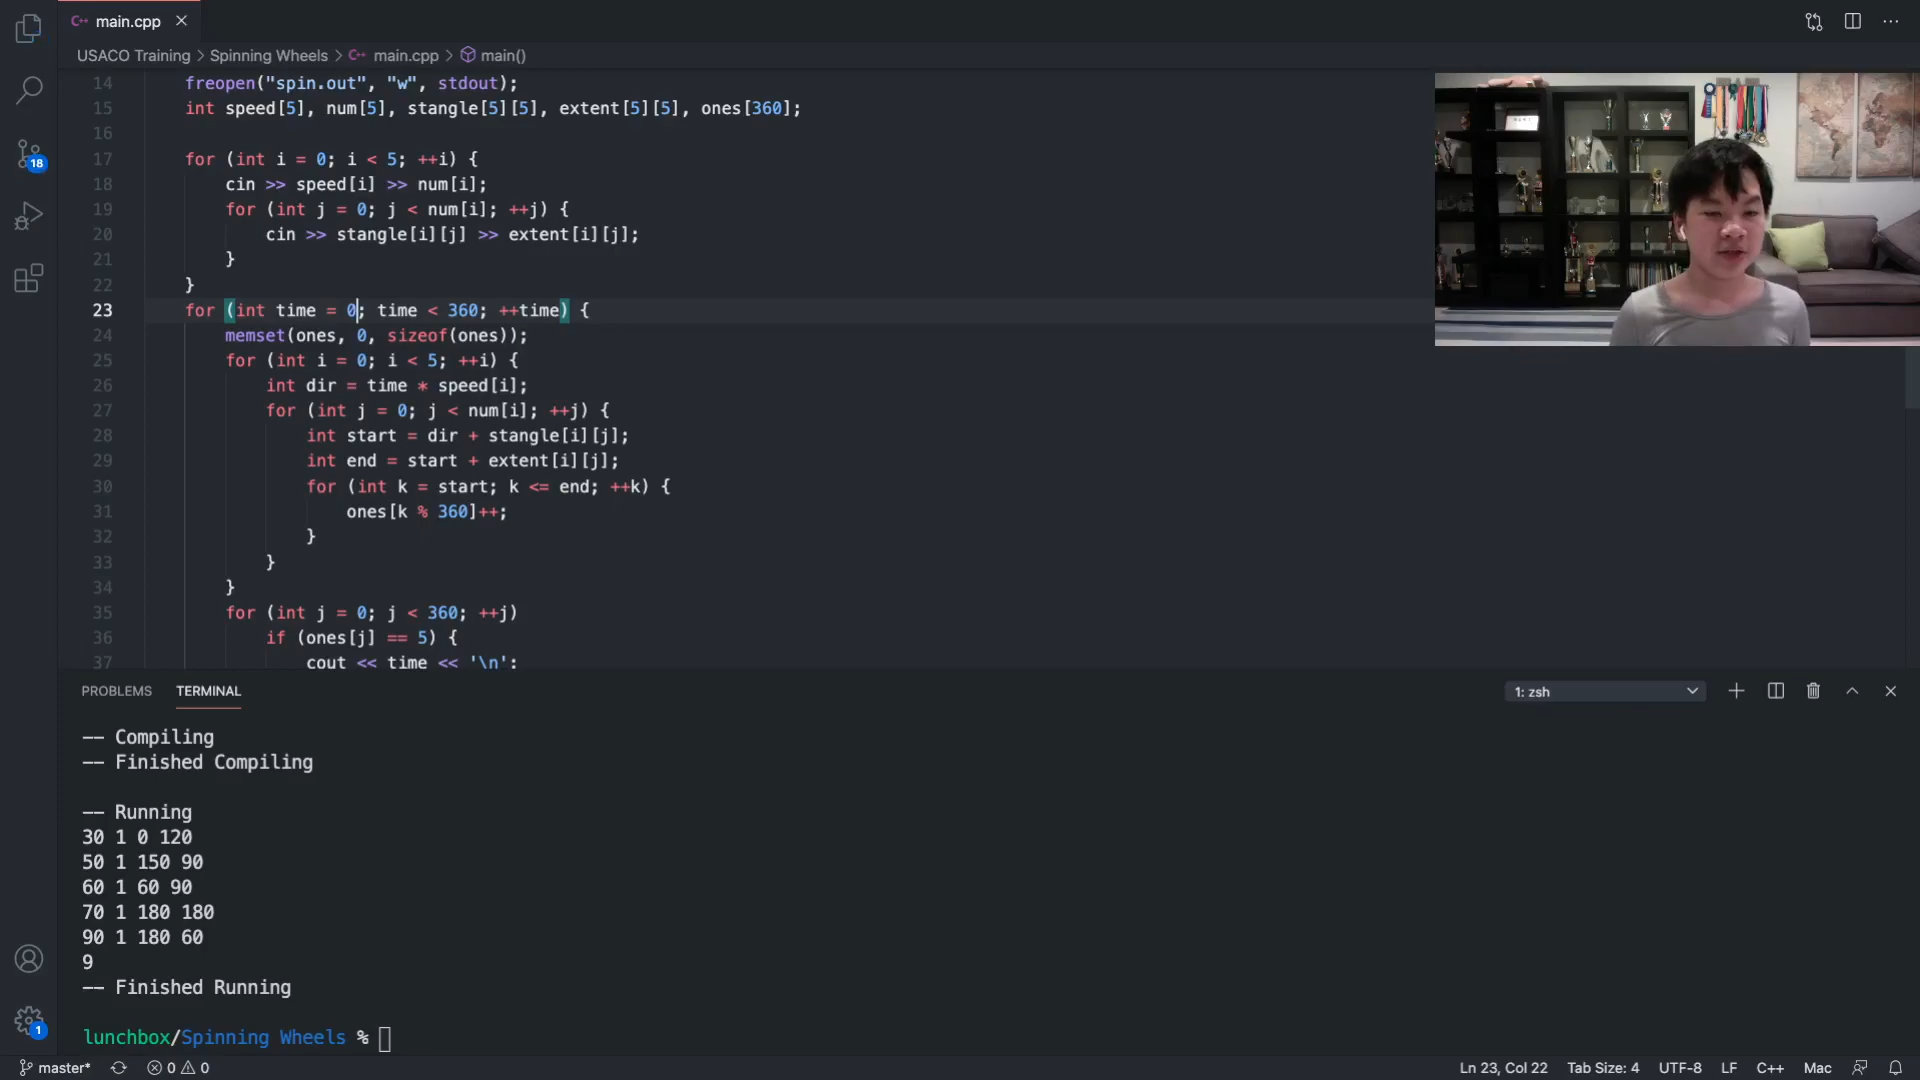 main.cpp
USACO Training > Spinning Wheels > main.cpp > main()
14 freopen("spin.out", "w", stdout);
15 int speed[5], num[5], stangle[5][5], extent[5][5], ones[360];
16
17 for (int i = 0; i < 5; ++i) {
18 cin >> speed[i] >> num[i];
19 for (int j = 0; j < num[i]; ++j) {
20 cin >> stangle[i][j] >> extent[i][j];
21 }
22 }
23 for (int time = 0; time < 360; ++time) {
24 memset(ones, 0, sizeof(ones));
25 for (int i = 0; i < 5; ++i) {
26 int dir = time * speed[i];
27 for (int j = 0; j < num[i]; ++j) {
28 int start = dir + stangle[i][j];
29 int end = start + extent[i][j];
30 for (int k = start; k <= end; ++k) {
31 ones[k % 360]++;
32 }
33 }
34 }
35 for (int j = 0; j < 360; ++j)
36 if (ones[j] == 5) {
37 cout << time << '\n';
18
PROBLEMS TERMINAL
1: zsh
-- Compiling
-- Finished Compiling
-- Running
30 1 0 120
50 1 150 90
60 1 60 90
70 1 180 180
90 1 180 60
9
-- Finished Running
lunchbox/Spinning Wheels %
1
master* 0 0 Ln 23, Col 22 Tab Size: 4 UTF-8 LF C++ Mac